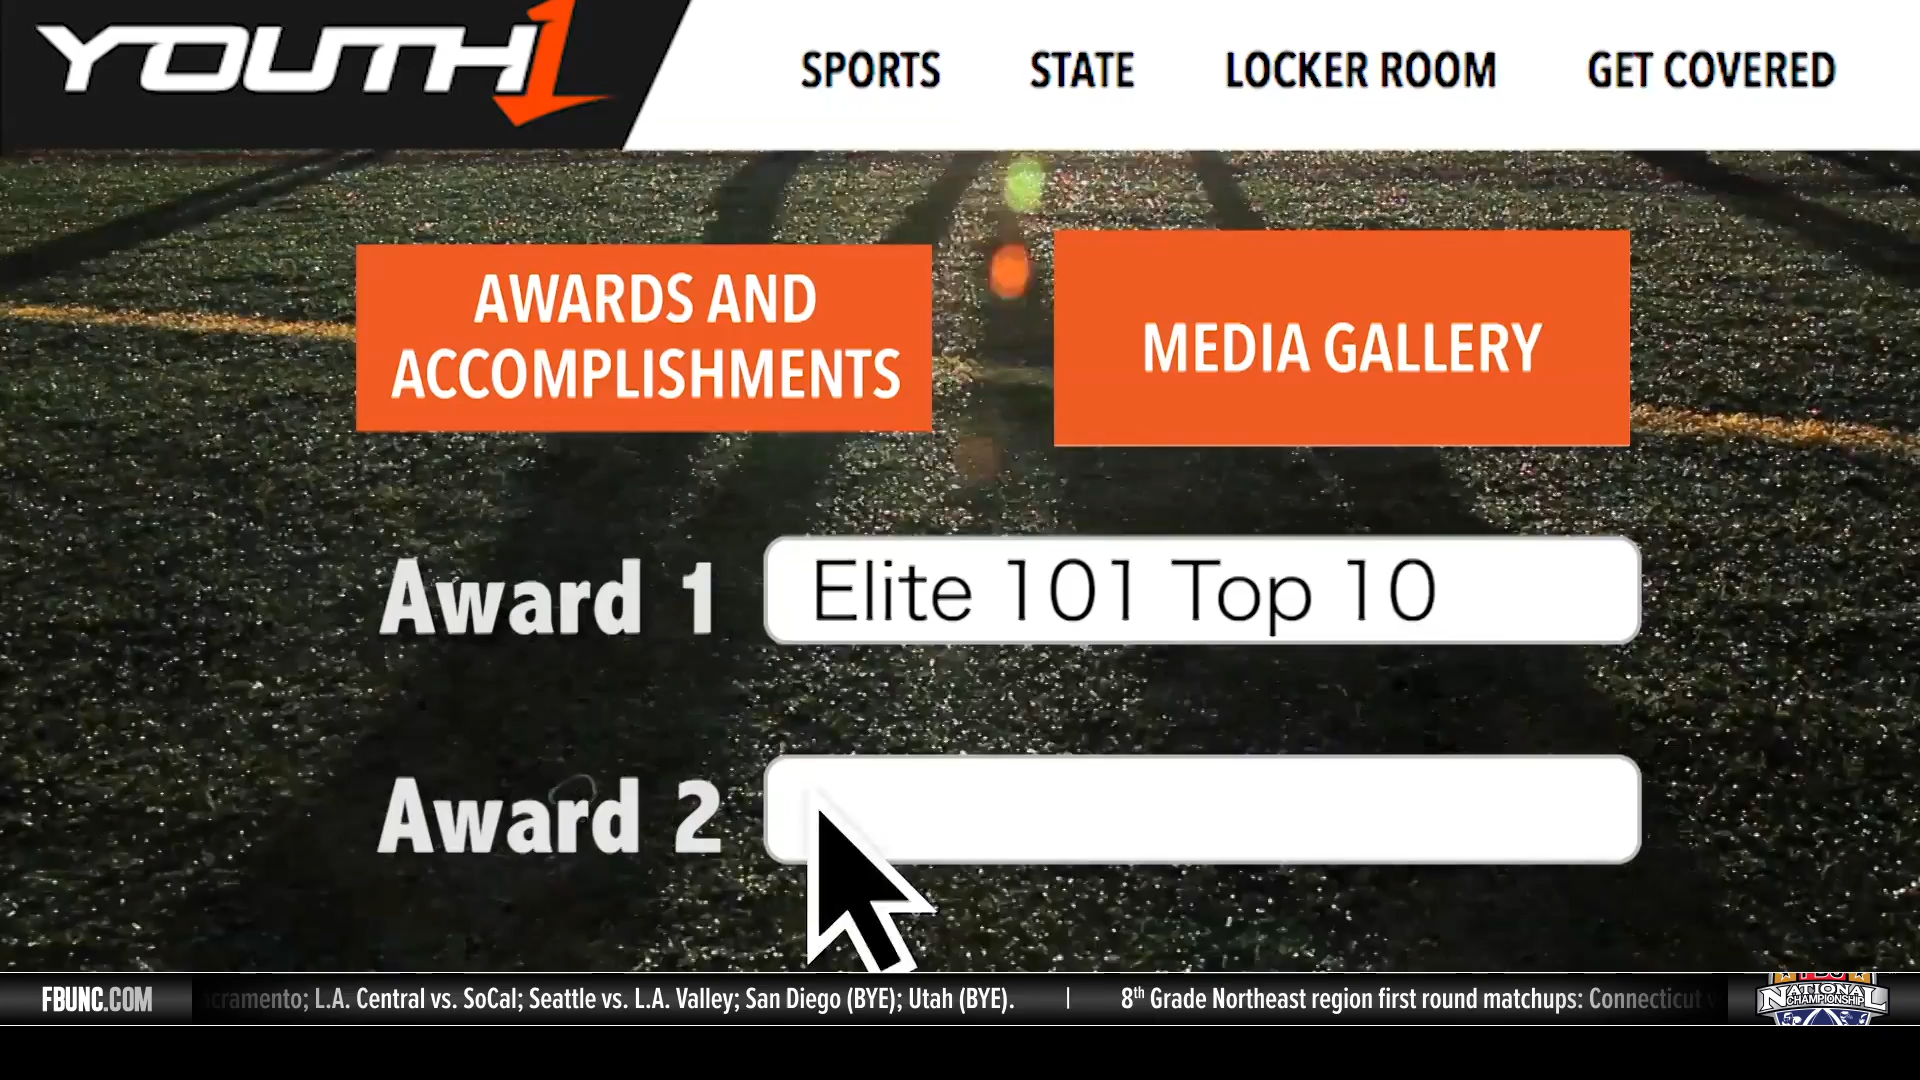 YOUTH1
SPORTS
STATE
LOCKER ROOM
GET COVERED
AWARDS AND
ACCOMPLISHMENTS
MEDIA GALLERY
Award 1
Elite 101 Top 10
Award 2
FBUNC.COM
L.A. Central vs. SoCal; Seattle vs. L.A. Valley; San Diego (BYE); Utah (BYE). | 8th Grade Northeast region first round matchups: Connecticut
NATIONAL
CHAMPIONSHIP